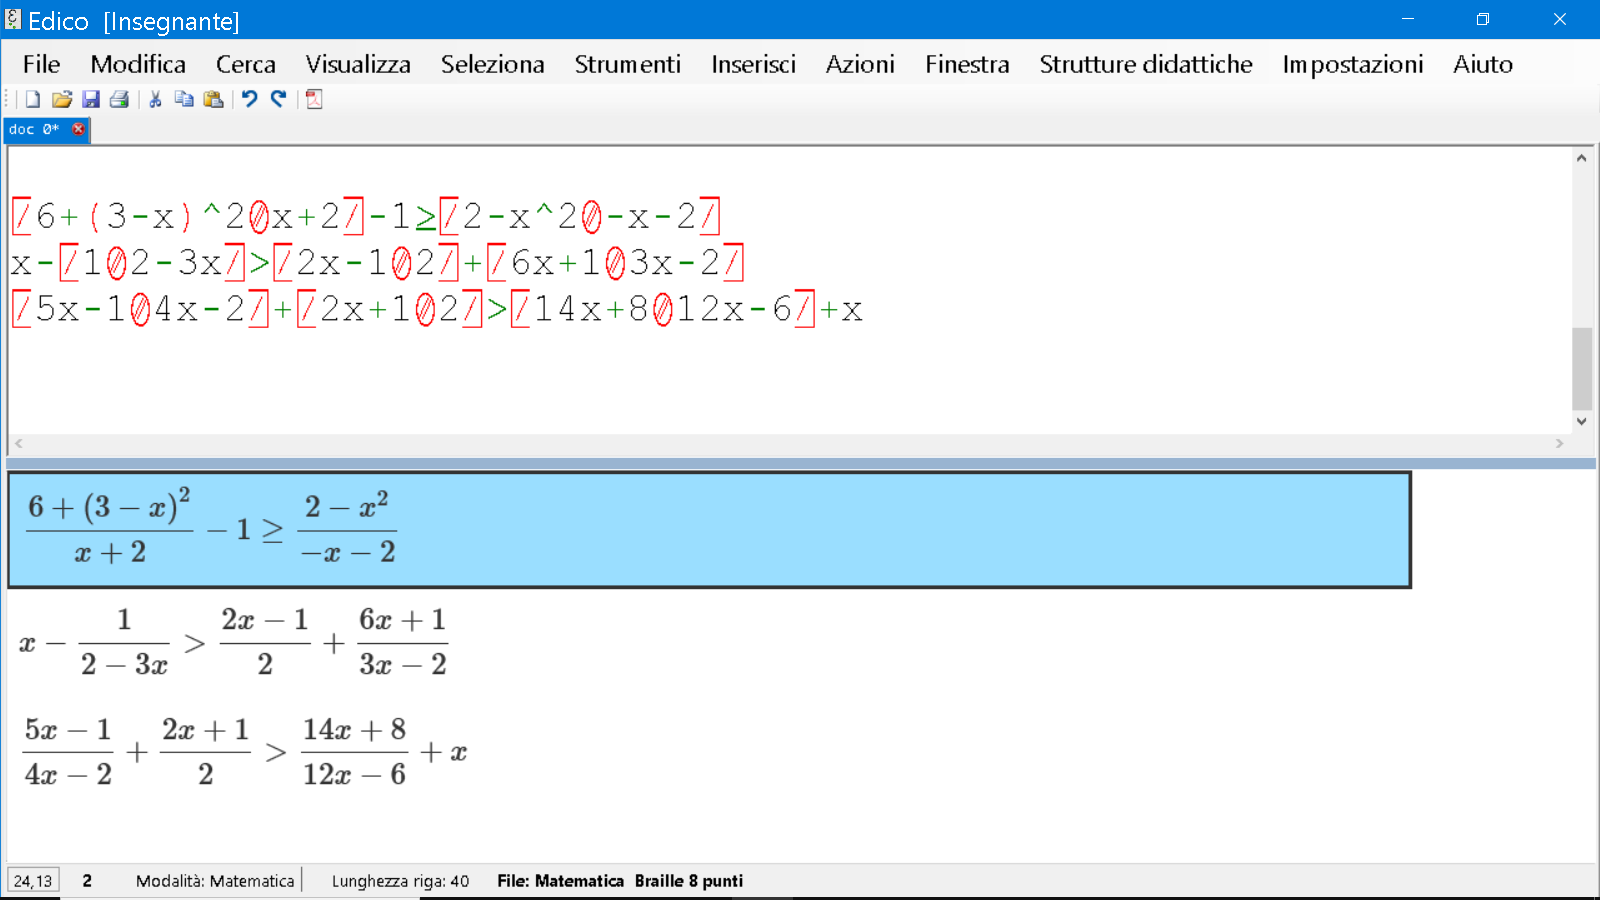 Edico [Insegnante]
File Modifica Cerca Visualizza Seleziona Strumenti Inserisci Azioni Finestra Strutture didattiche Impostazioni Aiuto
doc 0*
/6+(3-x)^2//x+2/-1≥/2-x^2//-x-2/
x-/1//2-3x/>/2x-1//2/+/6x+1//3x-2/
/5x-1//4x-2/+/2x+1//2/>/14x+8//12x-6/+x
\frac{6+(3-x)^2}{x+2}-1≥\frac{2-x^2}{-x-2}
x-\frac{1}{2-3x}>\frac{2x-1}{2}+\frac{6x+1}{3x-2}
\frac{5x-1}{4x-2}+\frac{2x+1}{2}>\frac{14x+8}{12x-6}+x
24,13 2 Modalità: Matematica Lunghezza riga: 40 File: Matematica Braille 8 punti